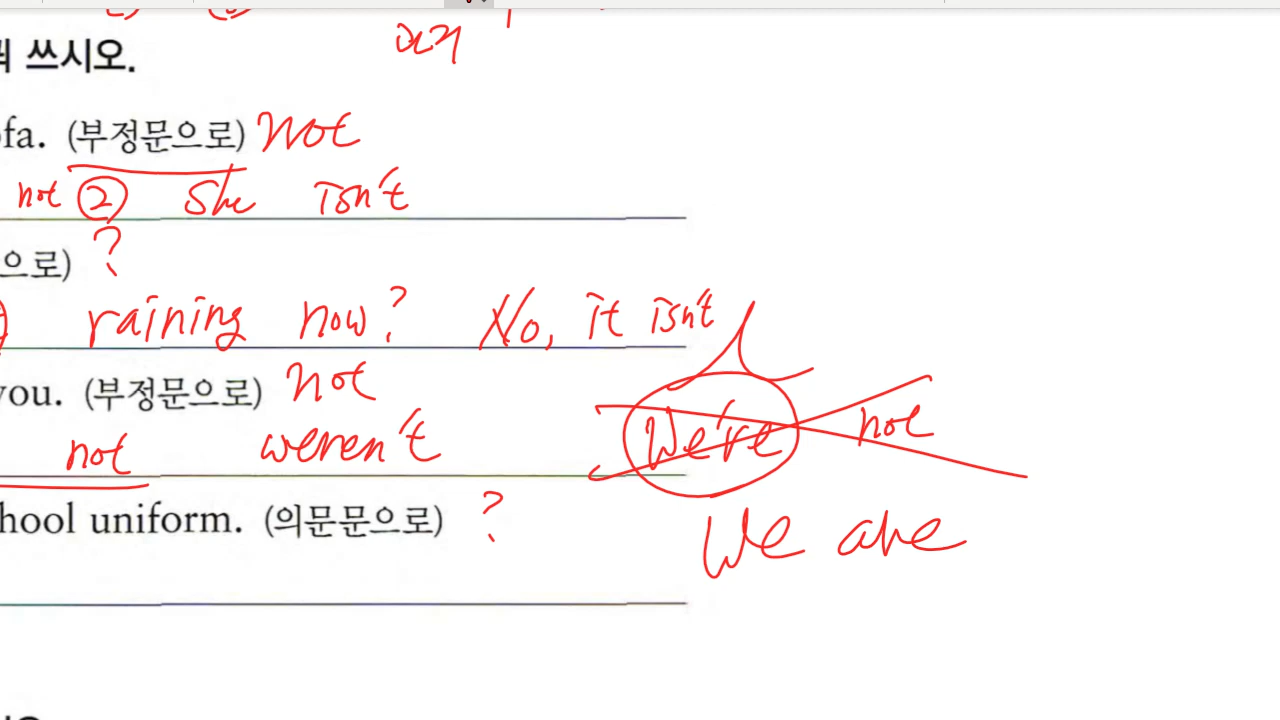 여기
쓰시오.
fa. (부정문으로) not
not ② She isn't
으로) ?
raining now? No, it isn't
you. (부정문으로) not
not weren't We're not
hool uniform. (의문문으로) ?
We are